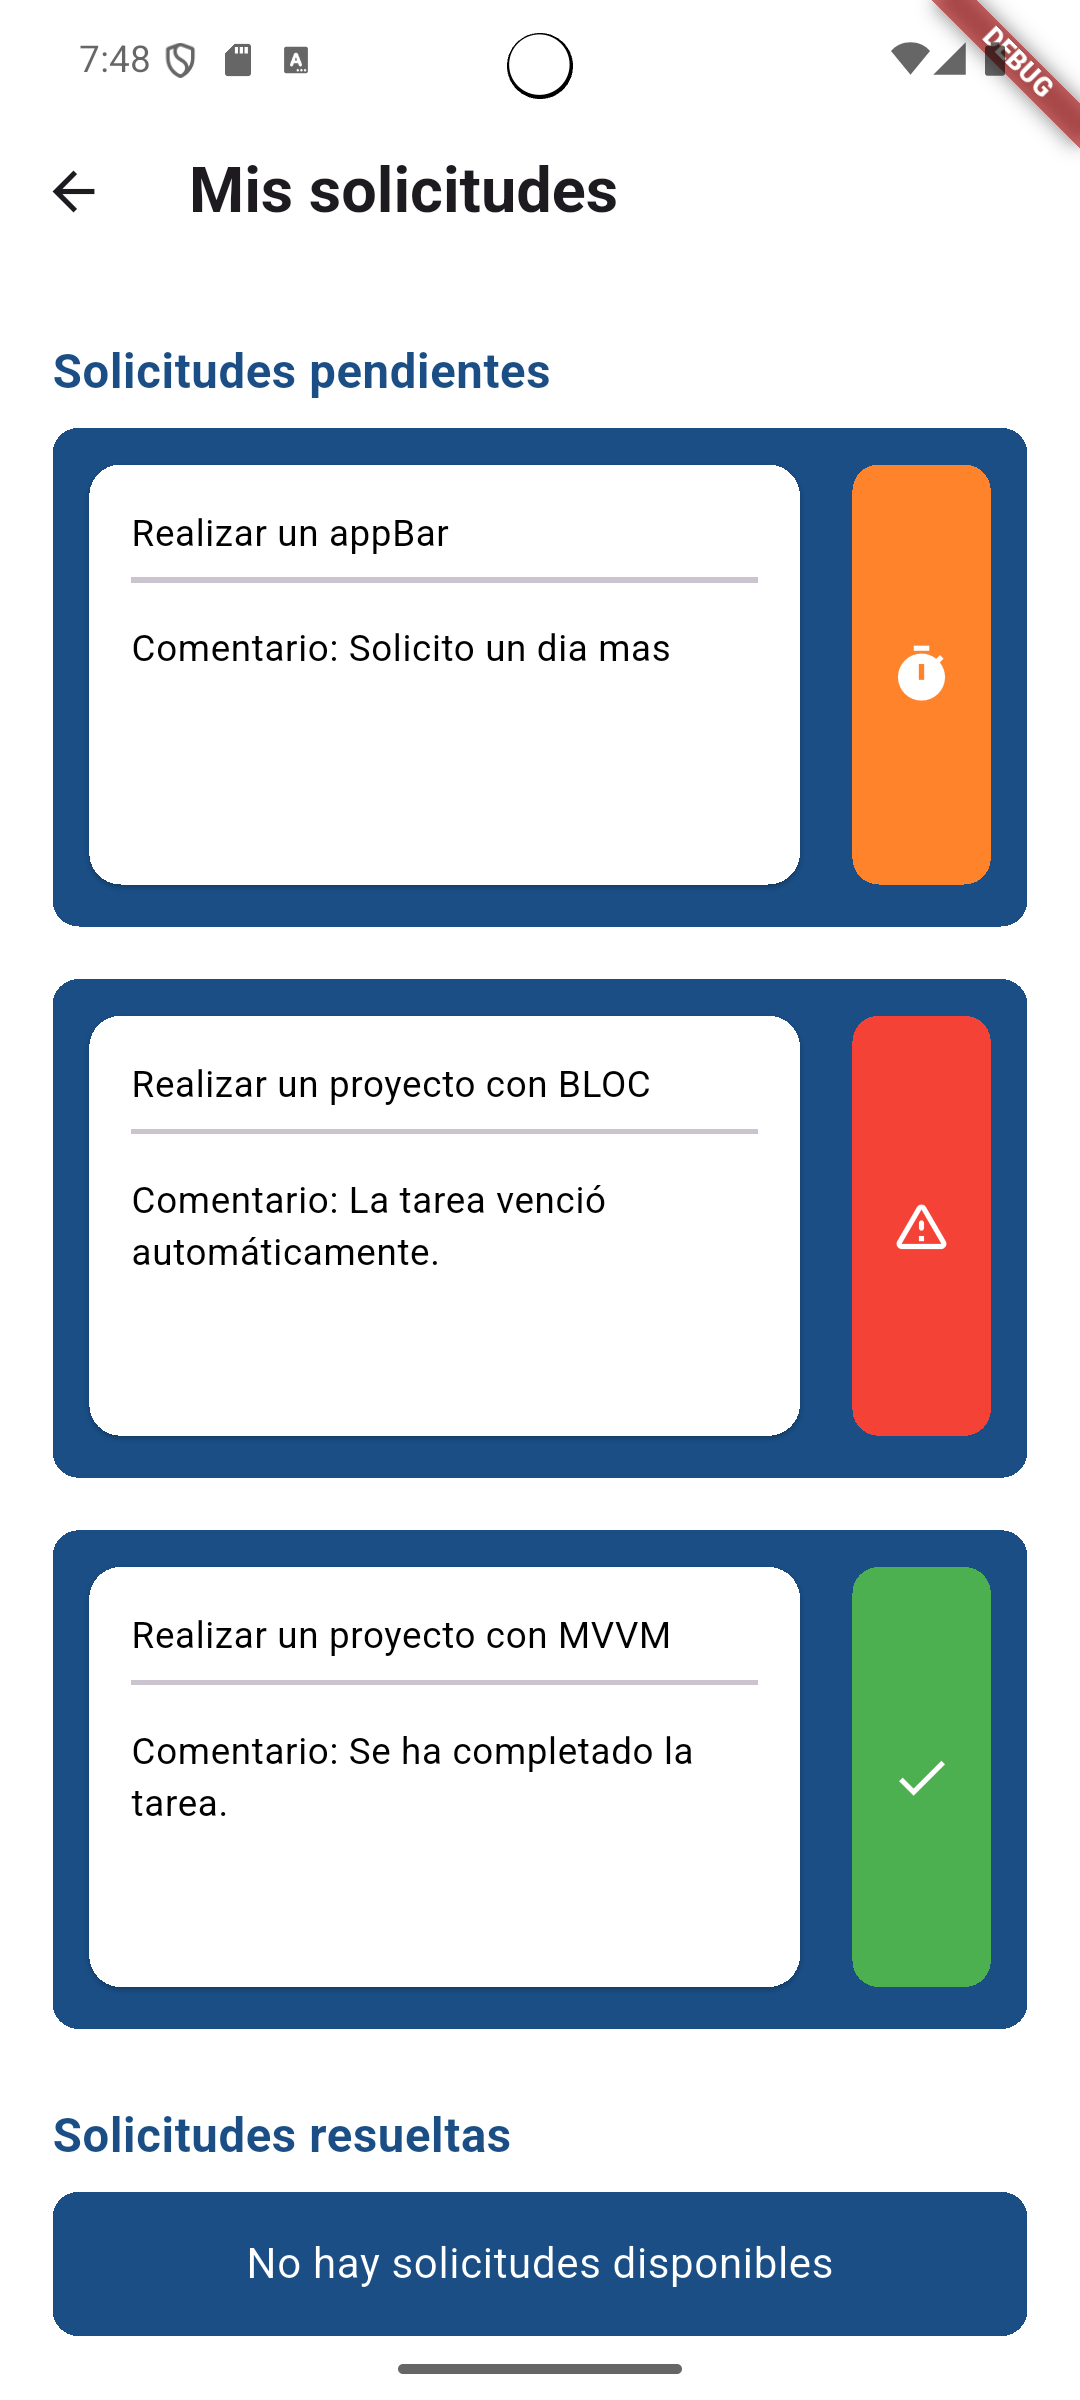 7:48
DEBUG
Mis solicitudes
Solicitudes pendientes
Realizar un appBar
Comentario: Solicito un dia mas
Realizar un proyecto con BLOC
Comentario: La tarea venció
automáticamente.
Realizar un proyecto con MVVM
Comentario: Se ha completado la
tarea.
Solicitudes resueltas
No hay solicitudes disponibles